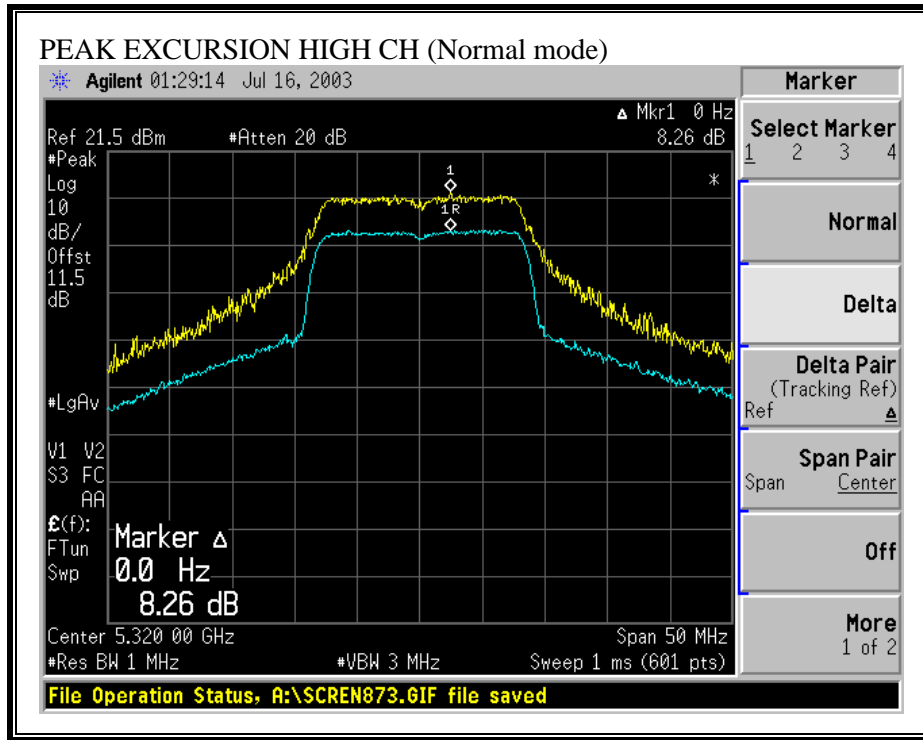 PEAK EXCURSION HIGH CH (Normal mode)
Agilent 01:29:14 Jul 16, 2003
Marker
Δ Mkr1 0 Hz
Ref 21.5 dBm #Atten 20 dB 8.26 dB
Select Marker
1 2 3 4
#Peak
Log
10
dB/
Offst
11.5
dB
1
*
1R
Normal
Delta
Delta Pair
(Tracking Ref)
Ref Δ
#LgAv
V1 V2
S3 FC
AA
Span Pair
Span Center
£(f):
FTun
Swp
Marker Δ
0.0 Hz
8.26 dB
Off
Center 5.320 00 GHz Span 50 MHz
#Res BW 1 MHz #VBW 3 MHz Sweep 1 ms (601 pts)
More
1 of 2
File Operation Status, A:\SCREN873.GIF file saved